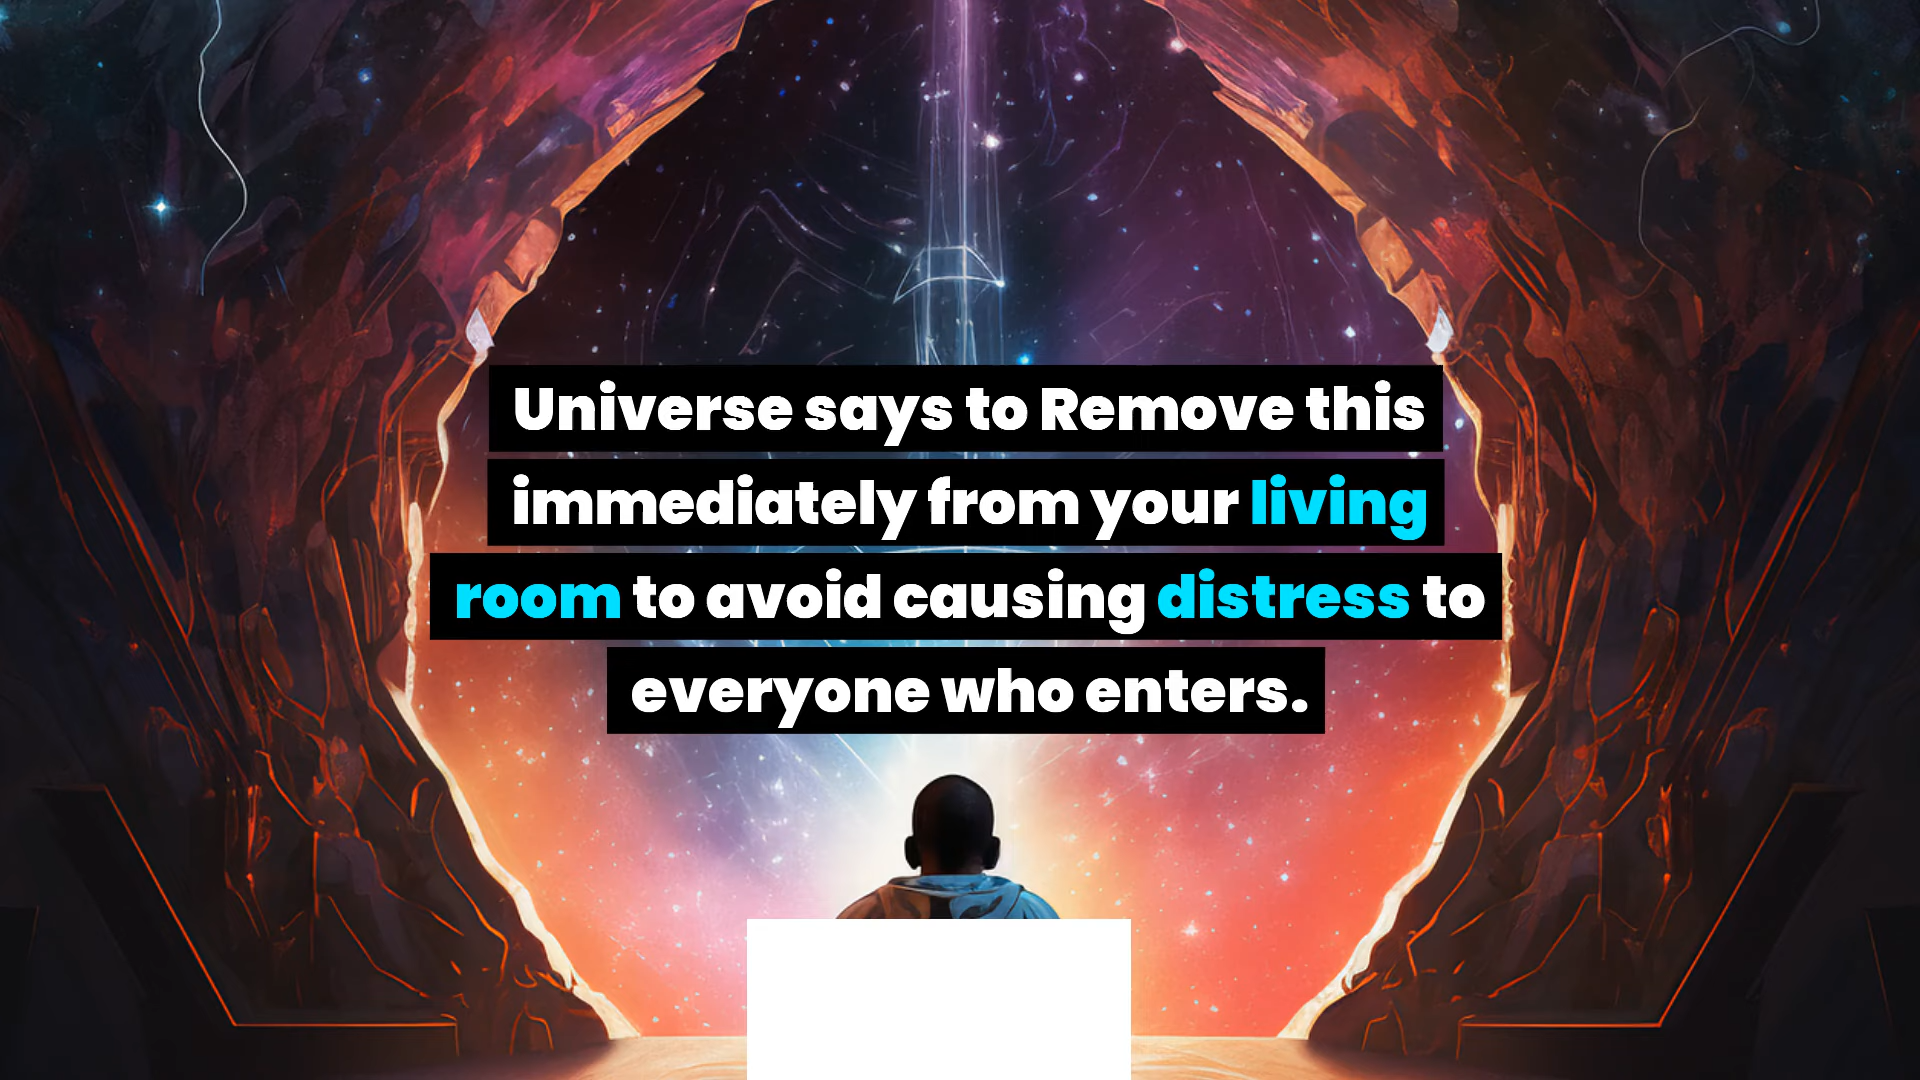 Universe says to Remove this
immediately from your living
room to avoid causing distress to
everyone who enters.